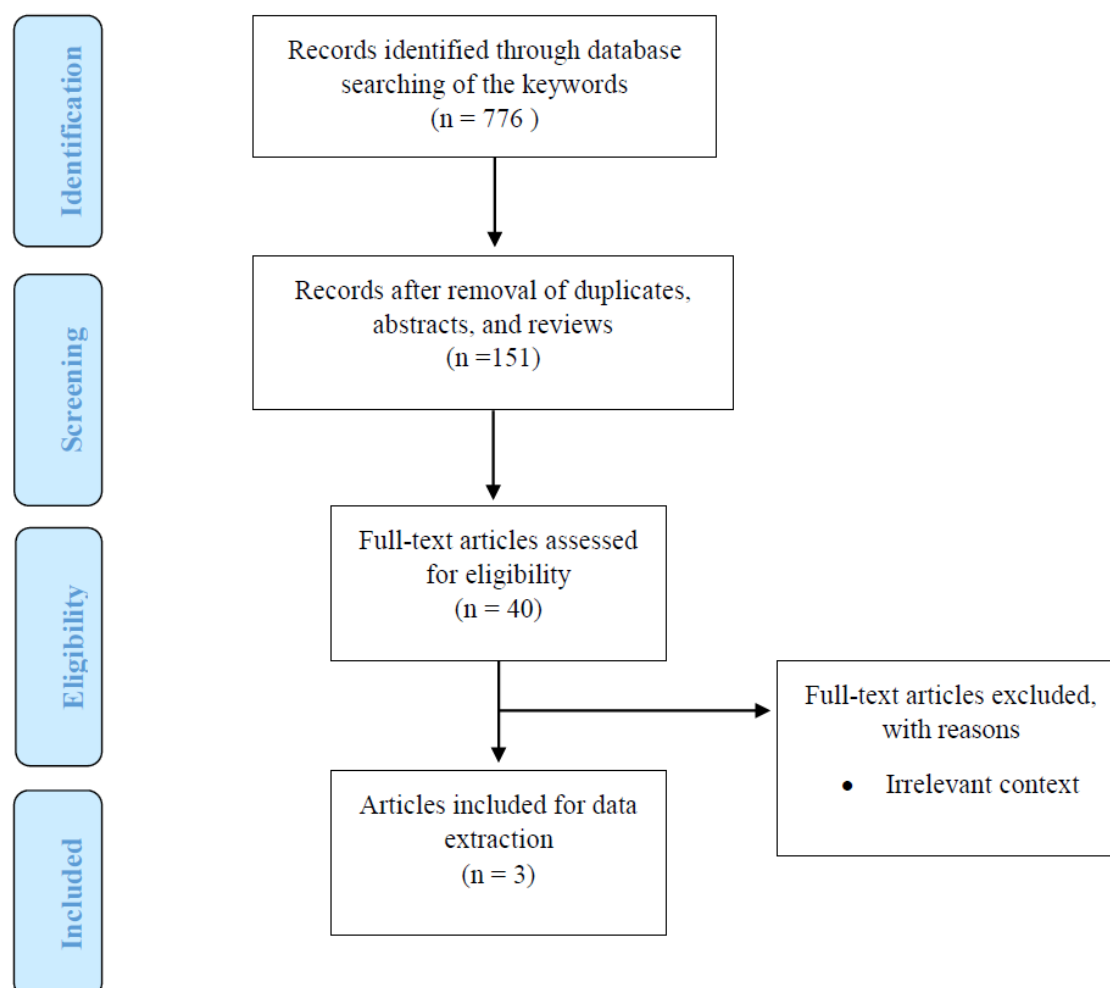 Identification
Records identified through database
searching of the keywords
(n = 776 )
Screening
Records after removal of duplicates,
abstracts, and reviews
(n =151)
Eligibility
Full-text articles assessed
for eligibility
(n = 40)
Full-text articles excluded,
with reasons
• Irrelevant context
Included
Articles included for data
extraction
(n = 3)